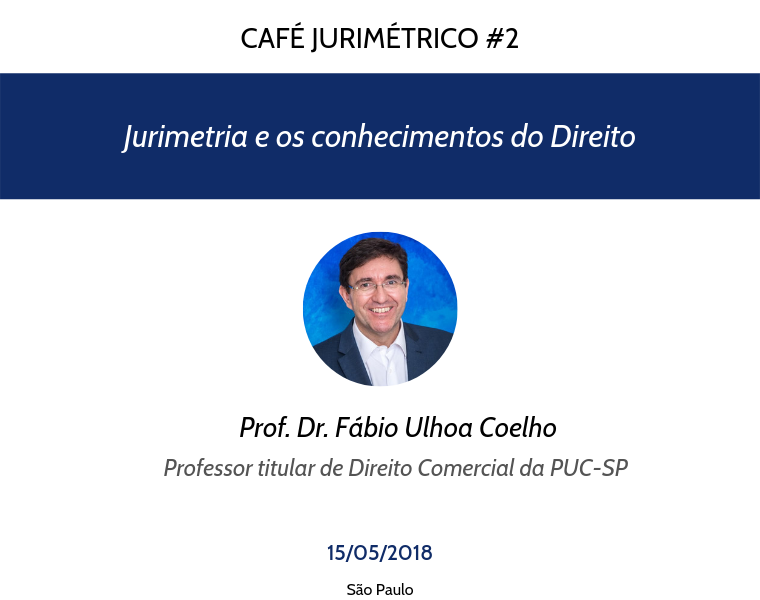 CAFÉ JURIMÉTRICO #2
Jurimetria e os conhecimentos do Direito
Prof. Dr. Fábio Ulhoa Coelho
Professor titular de Direito Comercial da PUC-SP
15/05/2018
São Paulo